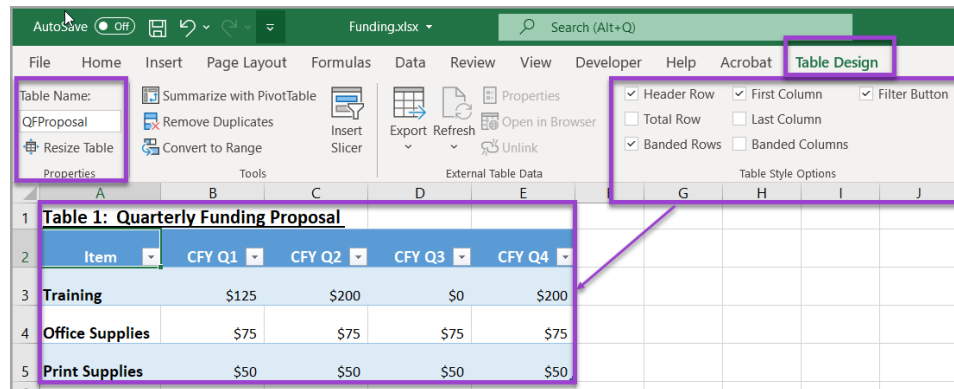 AutoSave Off Funding.xlsx Search (Alt+Q)
File Home Insert Page Layout Formulas Data Review View Developer Help Acrobat Table Design
Table Name: Summarize with PivotTable Properties Header Row First Column Filter Button
QFProposal Remove Duplicates Insert Slicer Export Refresh Open in Browser Total Row Last Column
Resize Table Convert to Range Unlink Banded Rows Banded Columns
Properties Tools External Table Data Table Style Options
A B C D E F G H I J
1 Table 1: Quarterly Funding Proposal
2 Item CFY Q1 CFY Q2 CFY Q3 CFY Q4
3 Training $125 $200 $0 $200
4 Office Supplies $75 $75 $75 $75
5 Print Supplies $50 $50 $50 $50